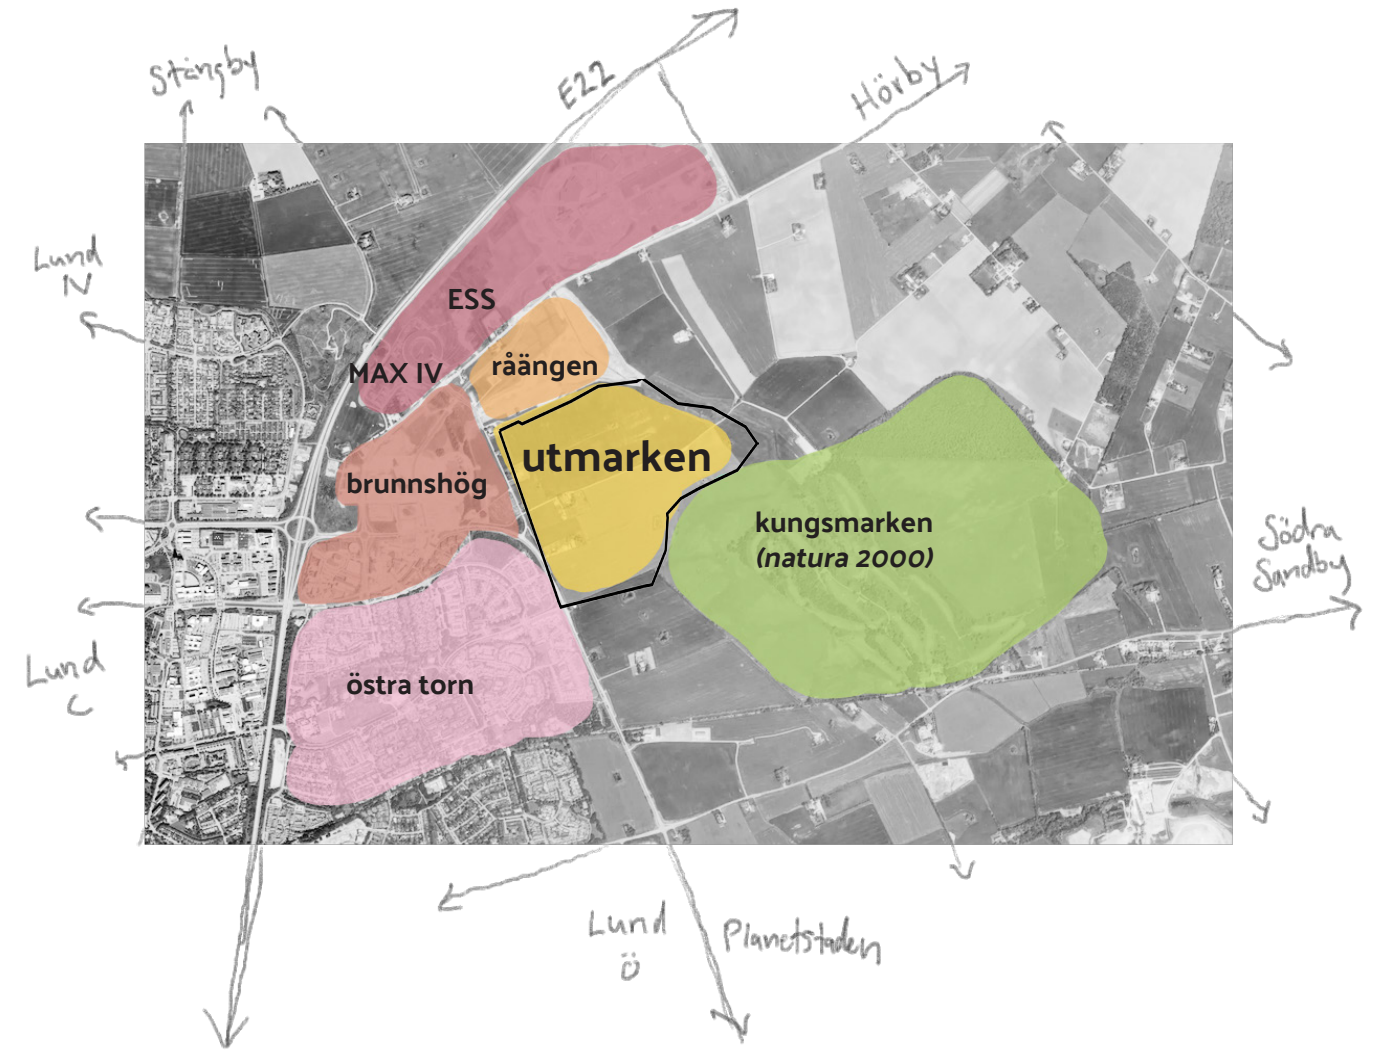 Stångby
E22
Hörby
Lund
NV
ESS
MAX IV
råängen
utmarken
brunnshög
kungsmarken
(natura 2000)
Södra
Sandby
Lund
C
östra torn
Lund
Ö
Planetstaden